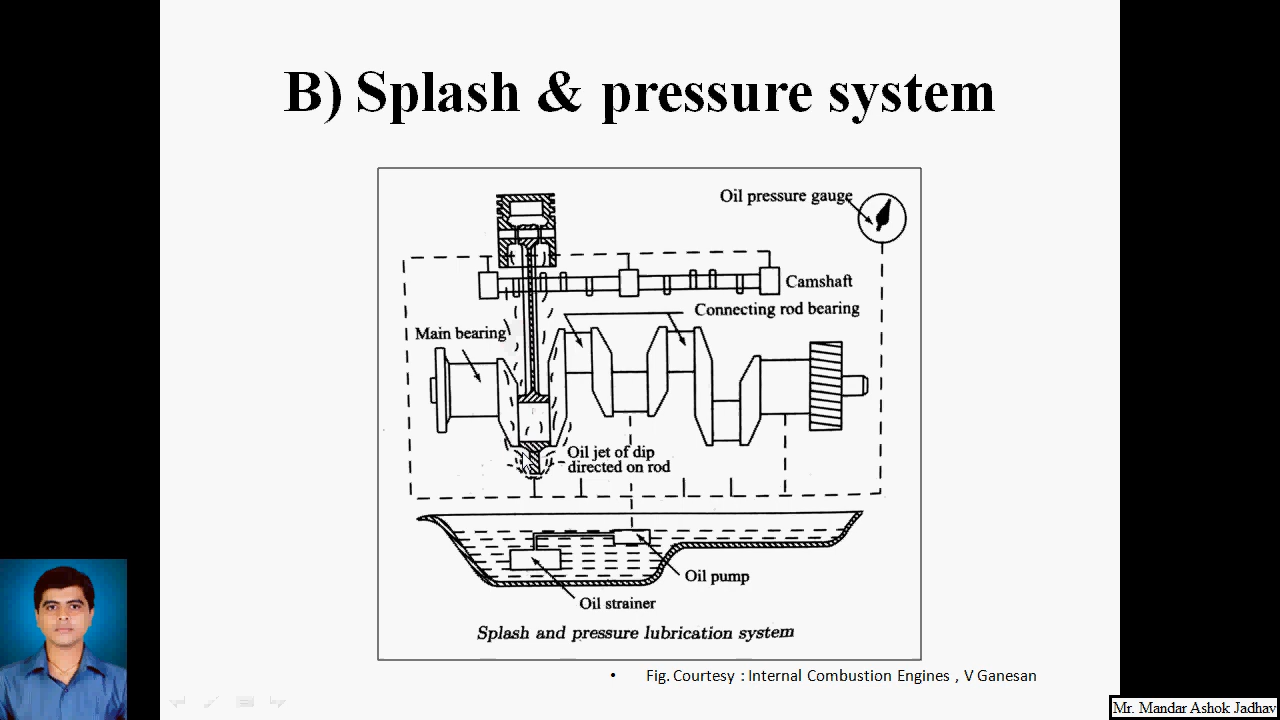 B) Splash & pressure system
Oil pressure gauge
Camshaft
Connecting rod bearing
Main bearing
Oil jet of dip
directed on rod
Oil pump
Oil strainer
Splash and pressure lubrication system
• Fig. Courtesy : Internal Combustion Engines , V Ganesan
Mr. Mandar Ashok Jadhav